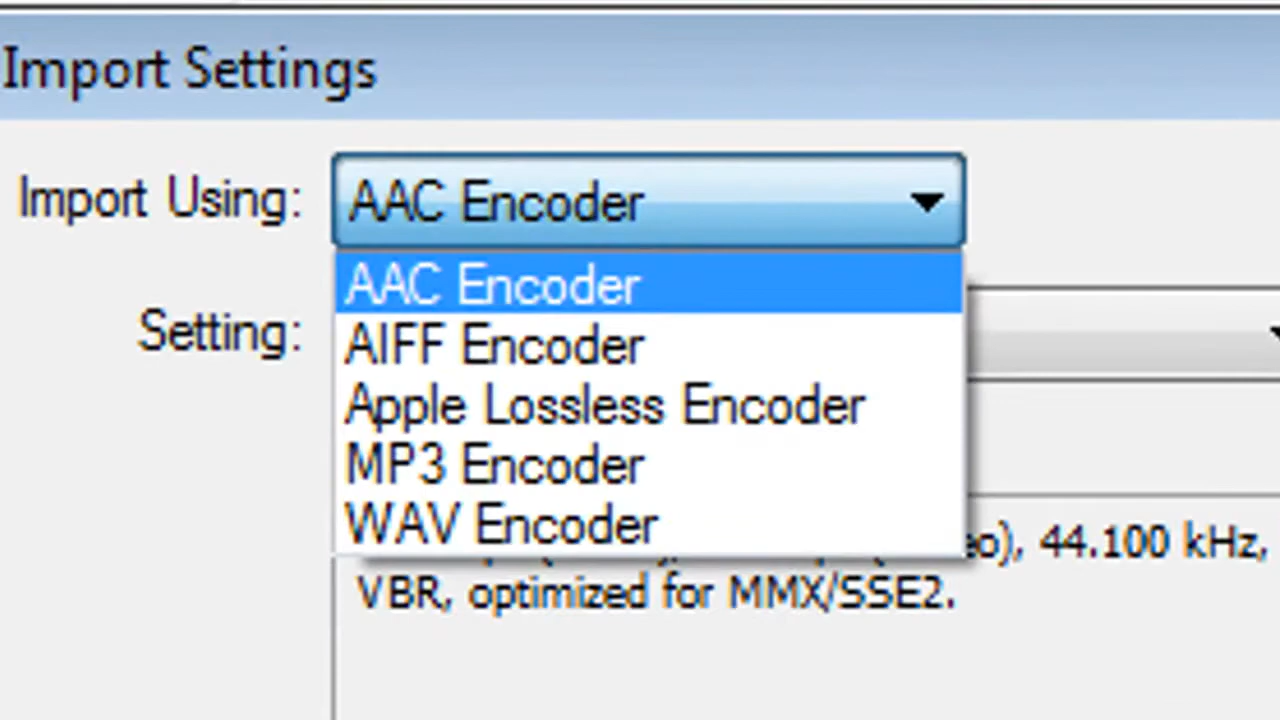 Import Settings
Import Using: AAC Encoder
AAC Encoder
Setting:
AIFF Encoder
Apple Lossless Encoder
MP3 Encoder
WAV Encoder
44.100 kHz,
VBR, optimized for MMX/SSE2.